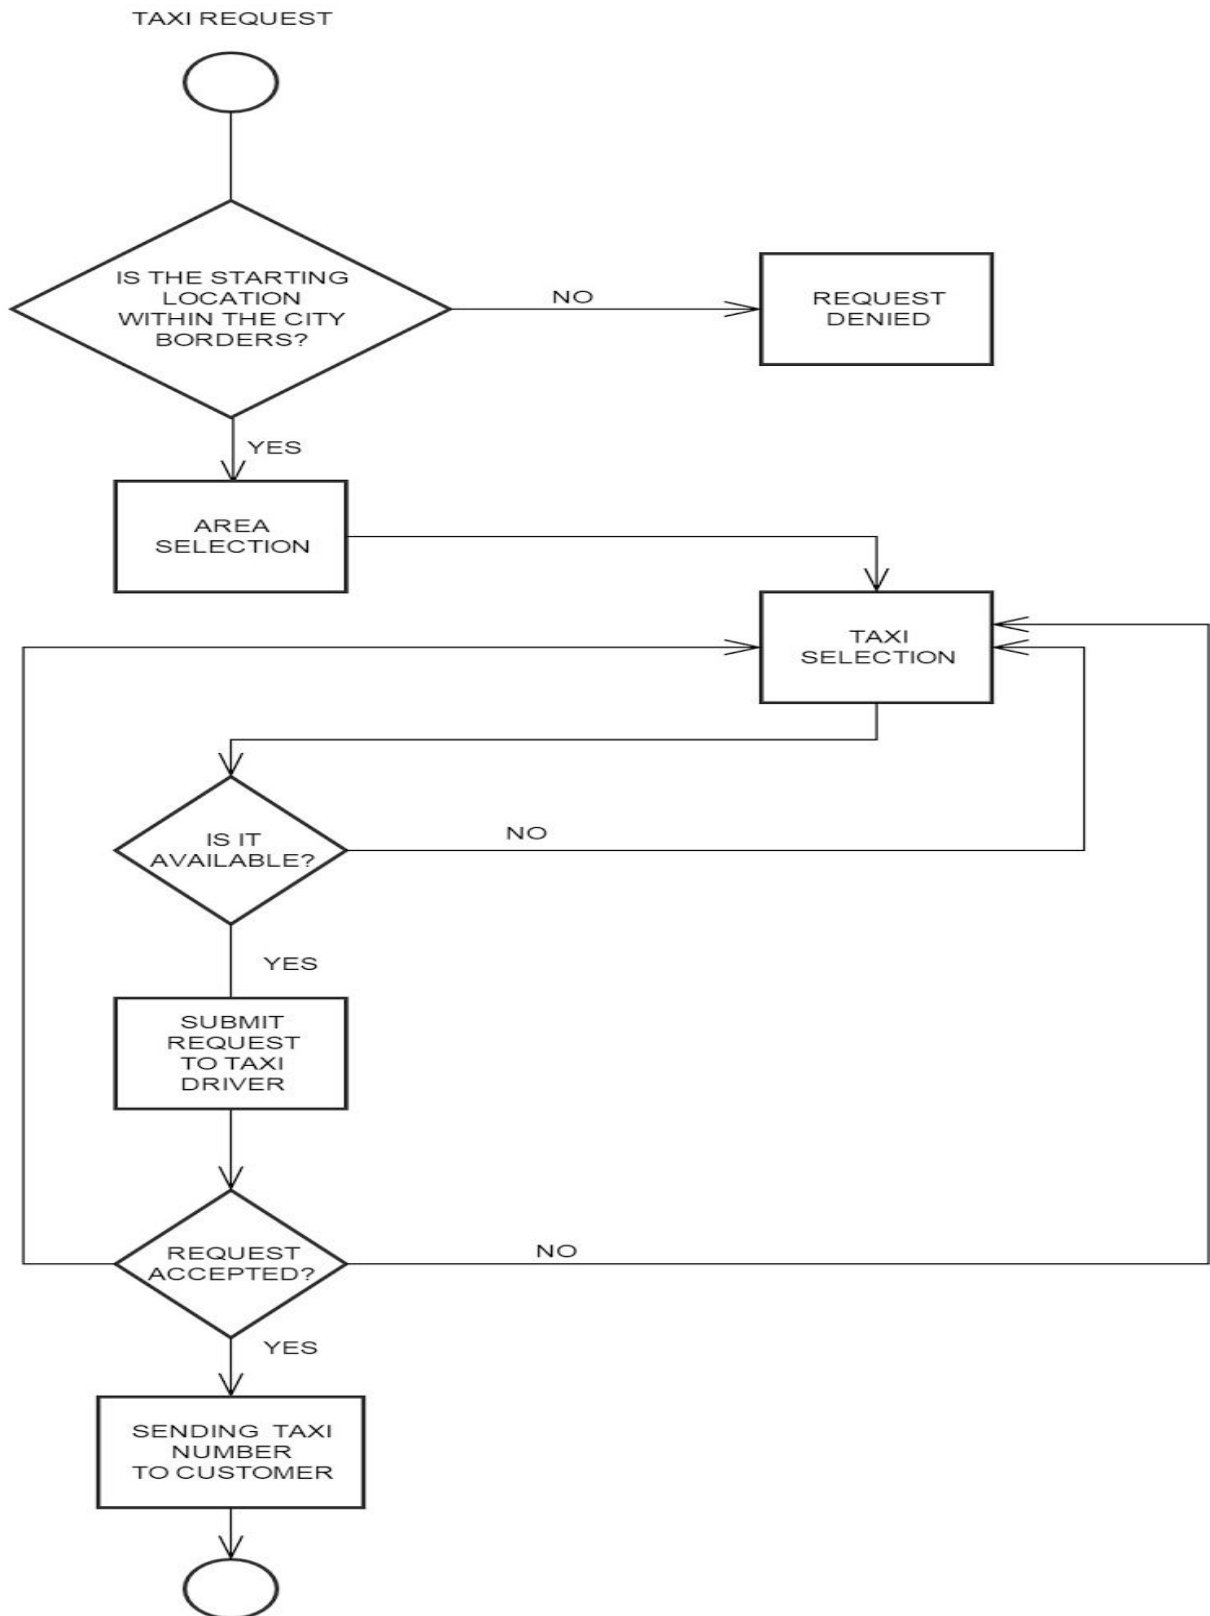 TAXI REQUEST
IS THE STARTING
LOCATION
WITHIN THE CITY
BORDERS?
NO
REQUEST
DENIED
YES
AREA
SELECTION
TAXI
SELECTION
IS IT
AVAILABLE?
NO
YES
SUBMIT
REQUEST
TO TAXI
DRIVER
REQUEST
ACCEPTED?
NO
YES
SENDING TAXI
NUMBER
TO CUSTOMER